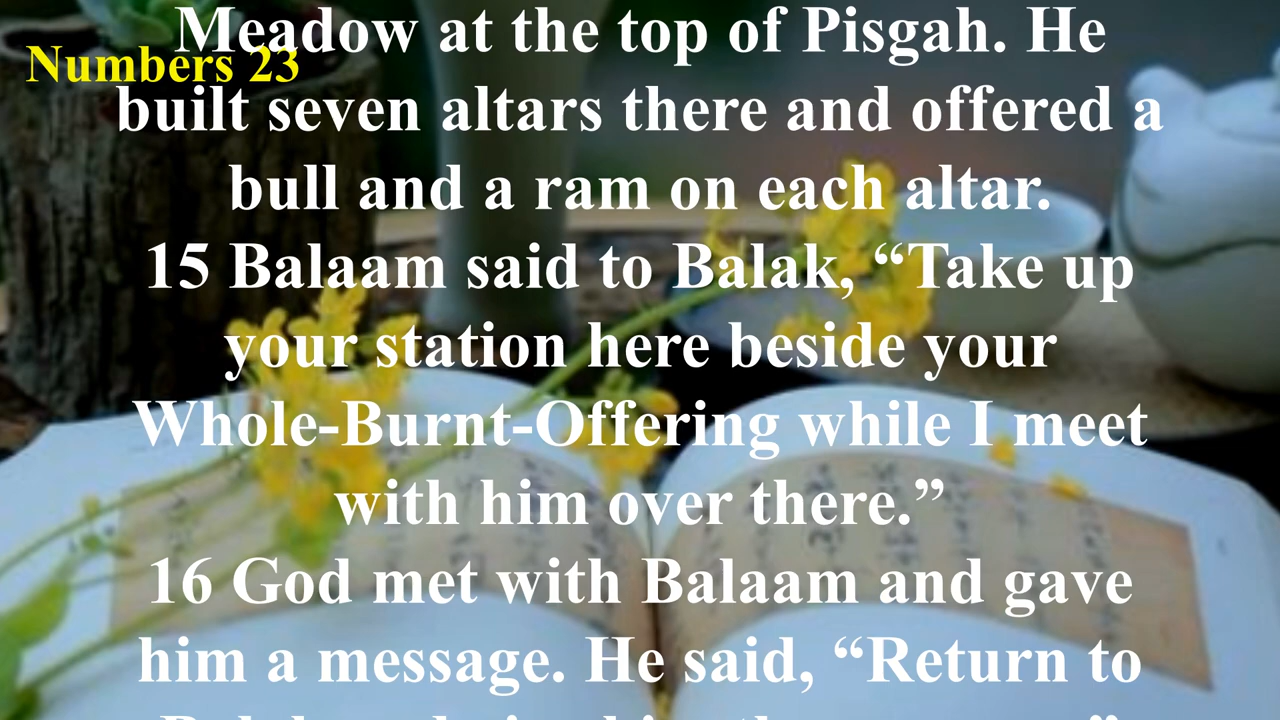 Numbers 23
Meadow at the top of Pisgah. He
built seven altars there and offered a
bull and a ram on each altar.
15 Balaam said to Balak, “Take up
your station here beside your
Whole-Burnt-Offering while I meet
with him over there.”
16 God met with Balaam and gave
him a message. He said, “Return to